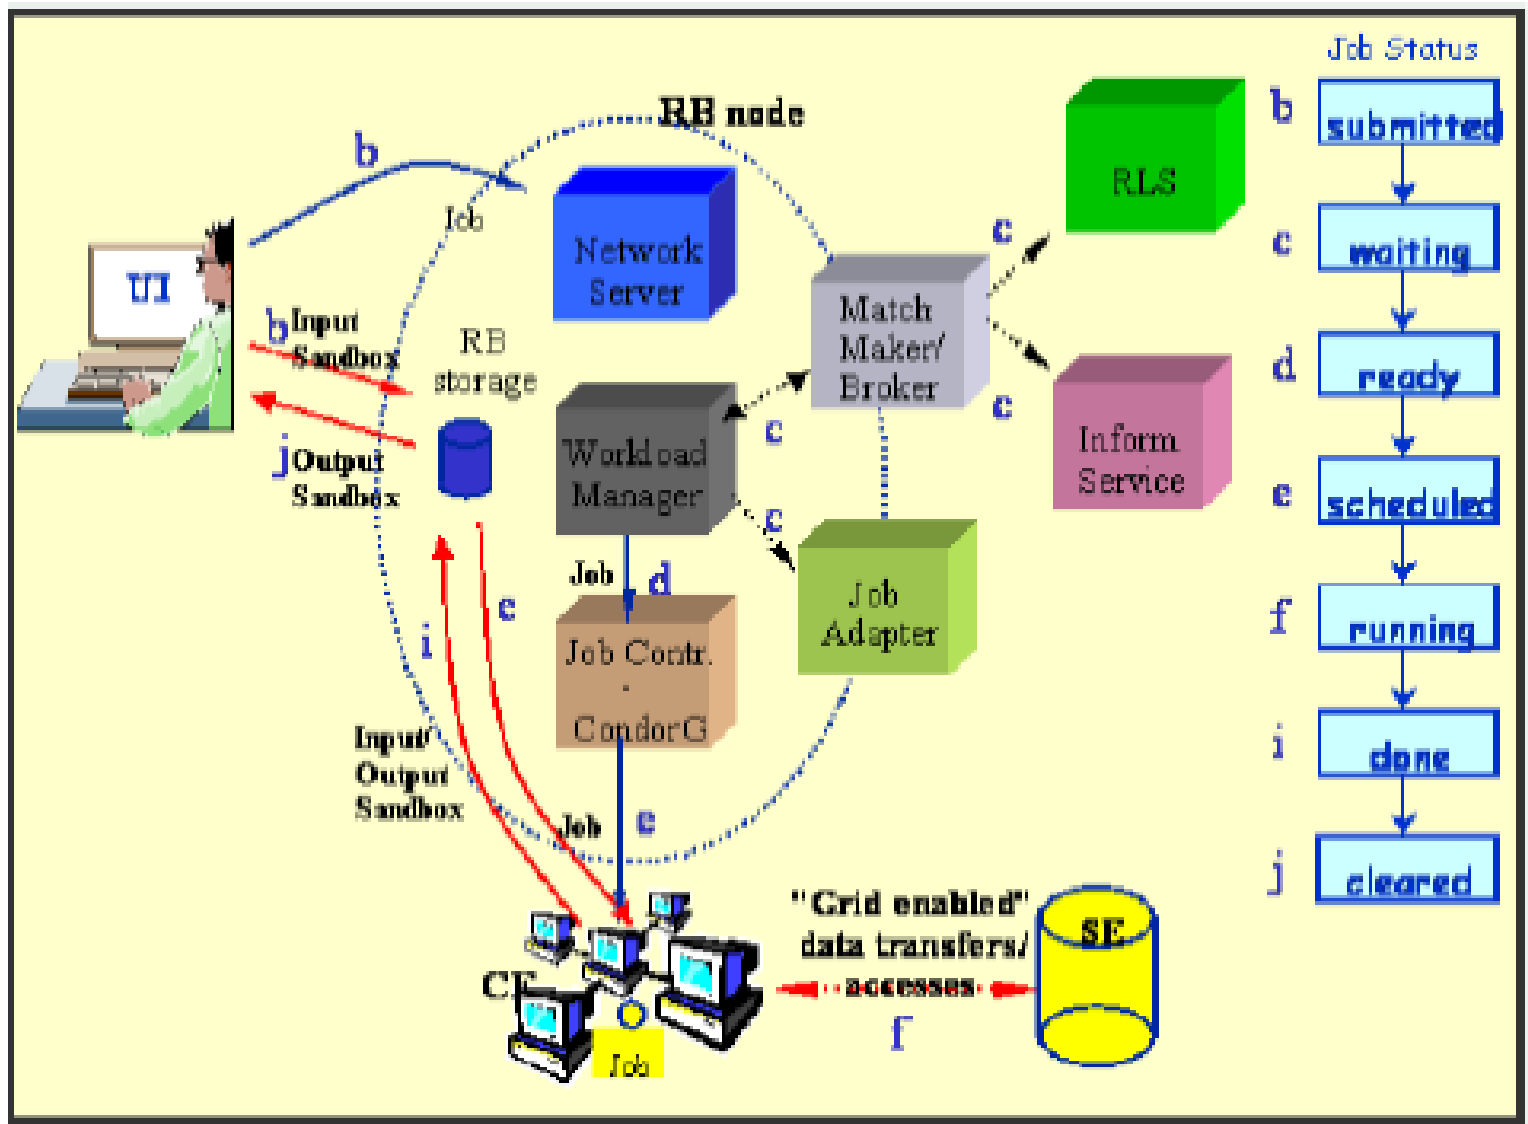 Job Status
RB node
b
submitted
b
RLS
Job
c
c
waiting
Network
Server
UI
Match
Maker/
Broker
b
Input
Sandbox
RB
storage
d
ready
c
c
Inform
Service
j
Output
Sandbox
Workload
Manager
e
scheduled
c
Job
d
Job
Adapter
e
f
running
i
Job Contr.
-
CondorG
Input/
Output
Sandbox
i
done
Job
e
j
cleared
"Grid enabled"
data transfers/
accesses
SE
CE
f
Job